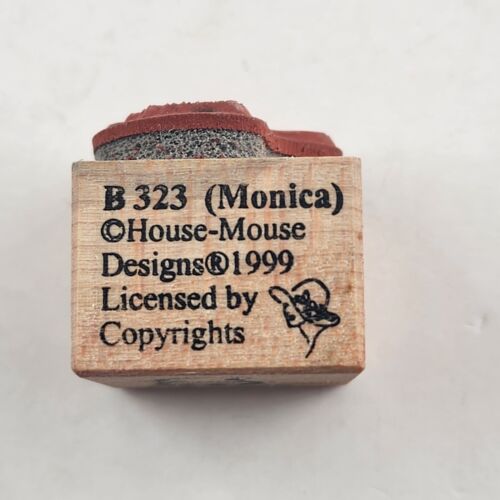 B 323 (Monica)
©House-Mouse
Designs®1999
Licensed by
Copyrights